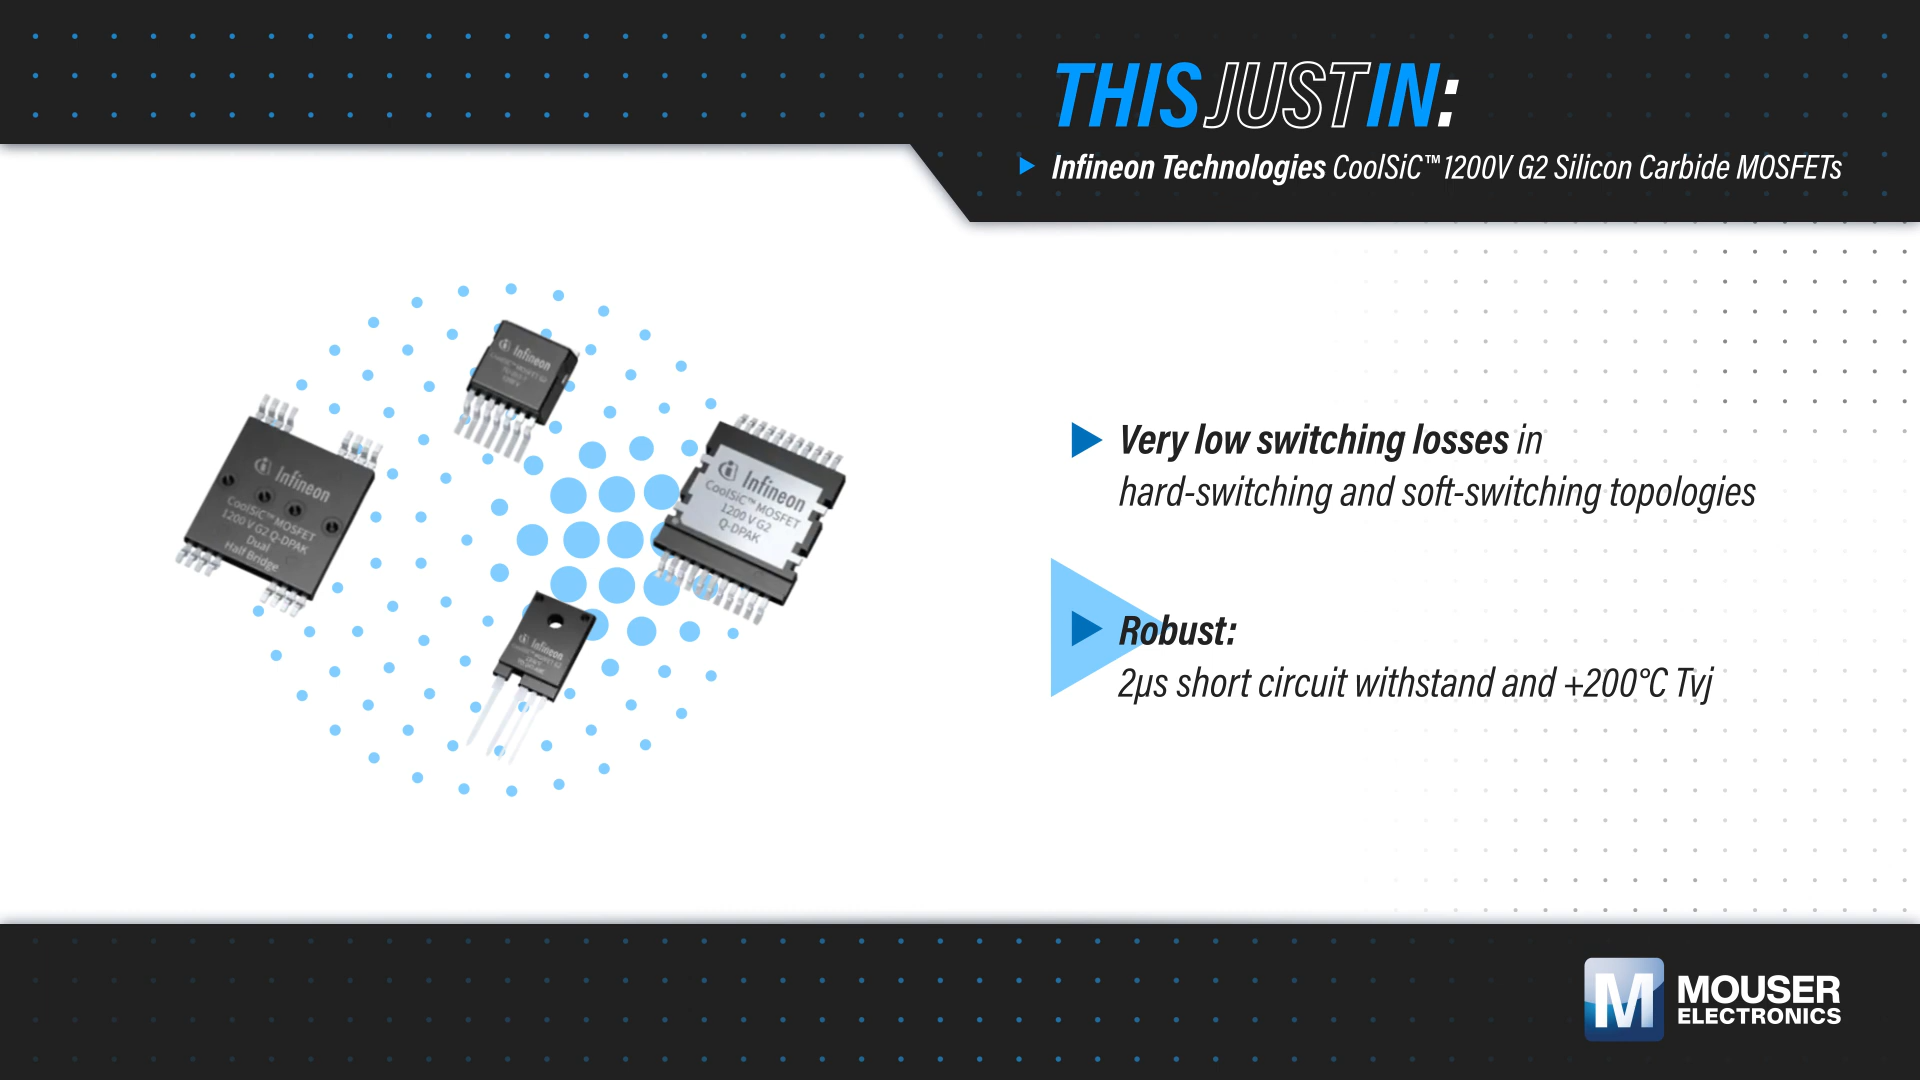 THIS JUST IN:
Infineon Technologies CoolSiC™ 1200V G2 Silicon Carbide MOSFETs
Infineon
Infineon
CoolSiC™ MOSFET
1200 V G2 Q-DPAK
Dual
Half Bridge
Infineon
CoolSiC™ MOSFET
1200 V G2
Q-DPAK
Infineon
Very low switching losses in
hard-switching and soft-switching topologies
Robust:
2µs short circuit withstand and +200°C Tvj
M MOUSER
ELECTRONICS